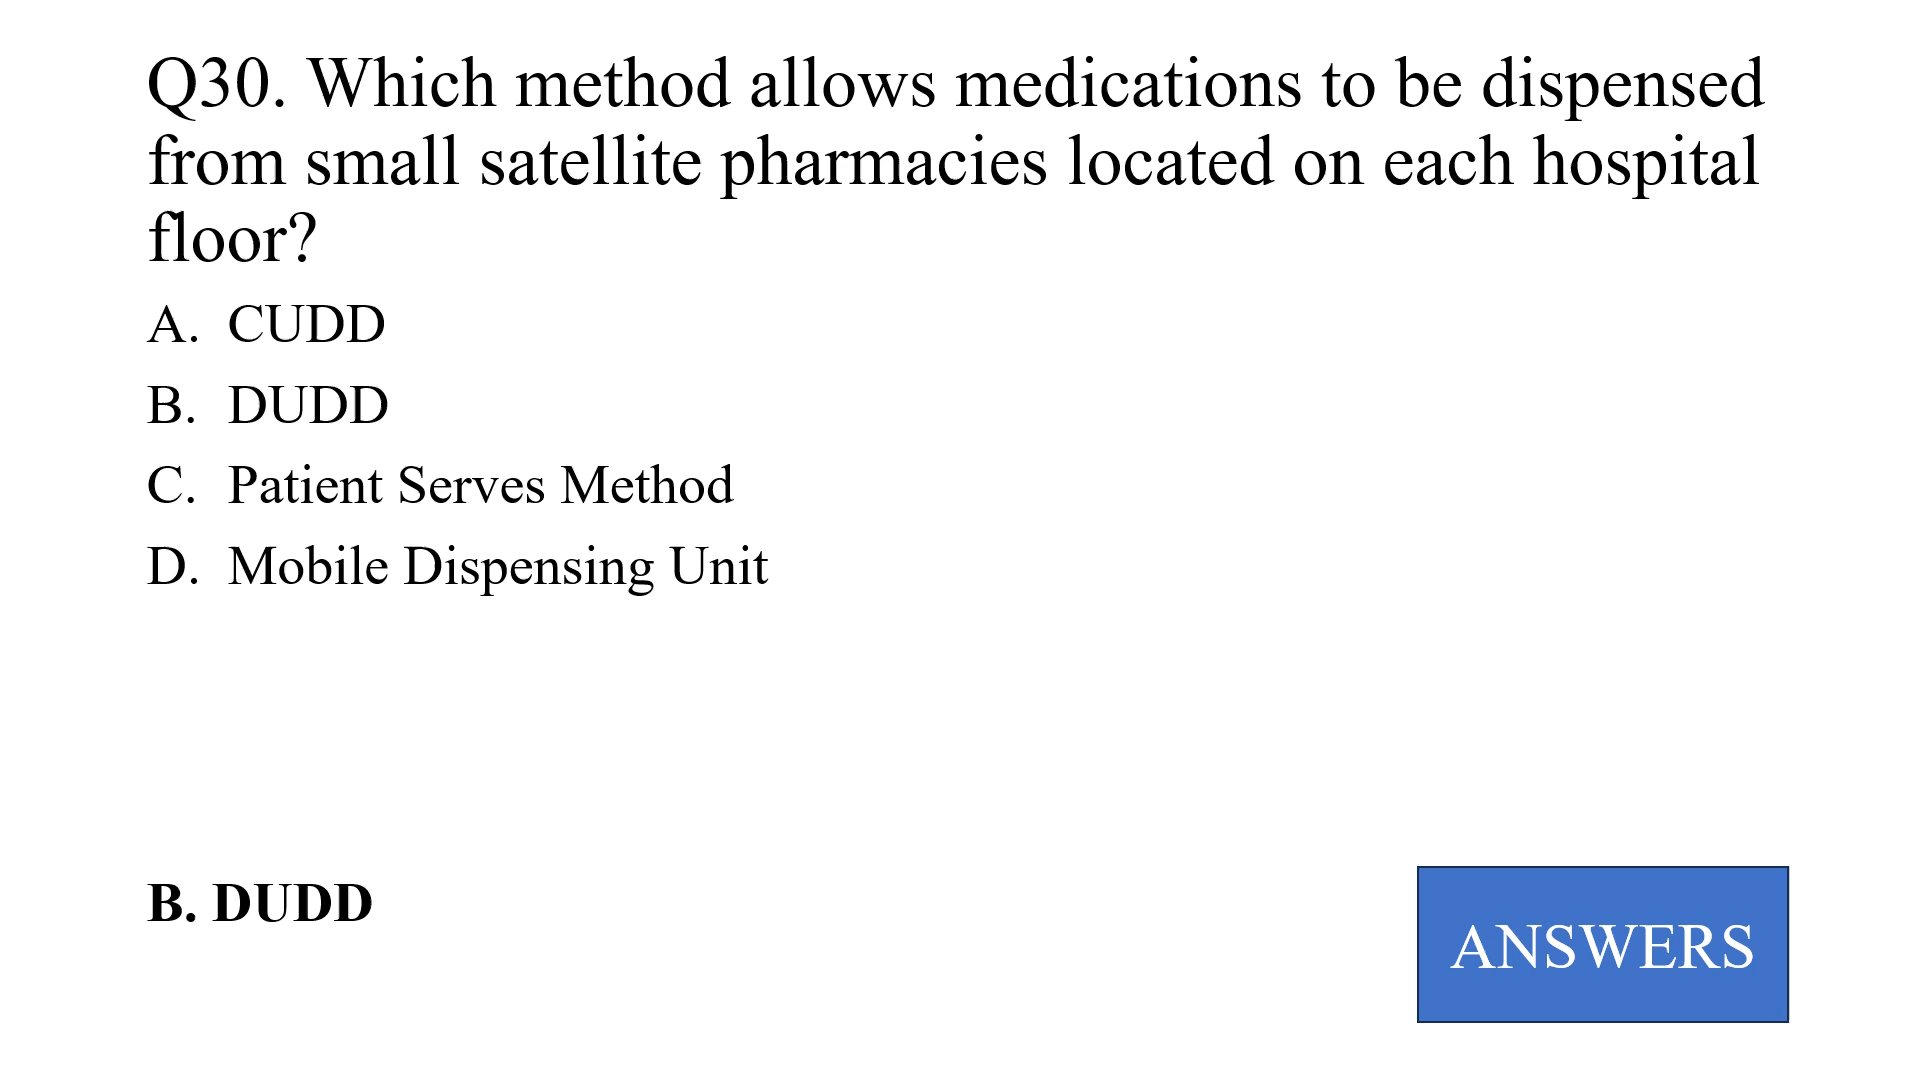 Q30. Which method allows medications to be dispensed
from small satellite pharmacies located on each hospital
floor?
A. CUDD
B. DUDD
C. Patient Serves Method
D. Mobile Dispensing Unit
B. DUDD
ANSWERS